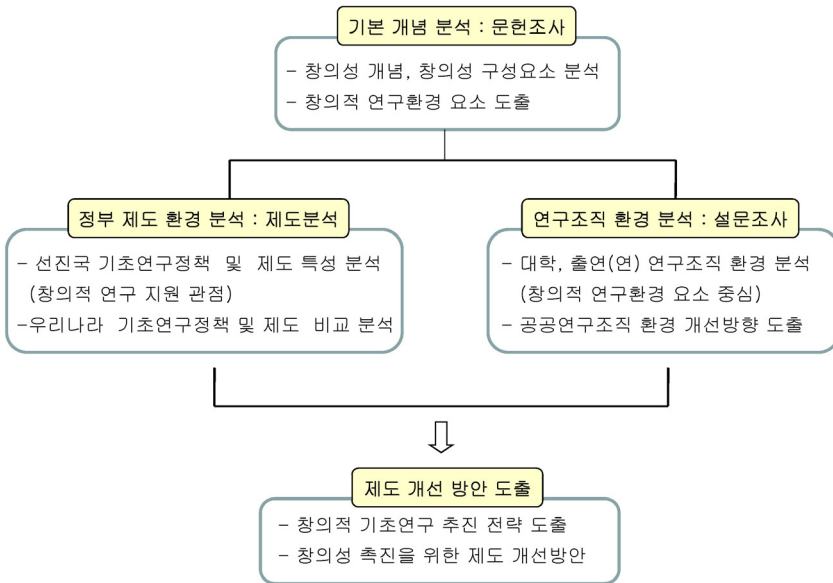 기본 개념 분석 : 문헌조사
- 창의성 개념, 창의성 구성요소 분석
- 창의적 연구환경 요소 도출
정부 제도 환경 분석 : 제도분석
- 선진국 기초연구정책 및 제도 특성 분석
(창의적 연구 지원 관점)
-우리나라 기초연구정책 및 제도 비교 분석
연구조직 환경 분석 : 설문조사
- 대학, 출연(연) 연구조직 환경 분석
(창의적 연구환경 요소 중심)
- 공공연구조직 환경 개선방향 도출
제도 개선 방안 도출
- 창의적 기초연구 추진 전략 도출
- 창의성 촉진을 위한 제도 개선방안